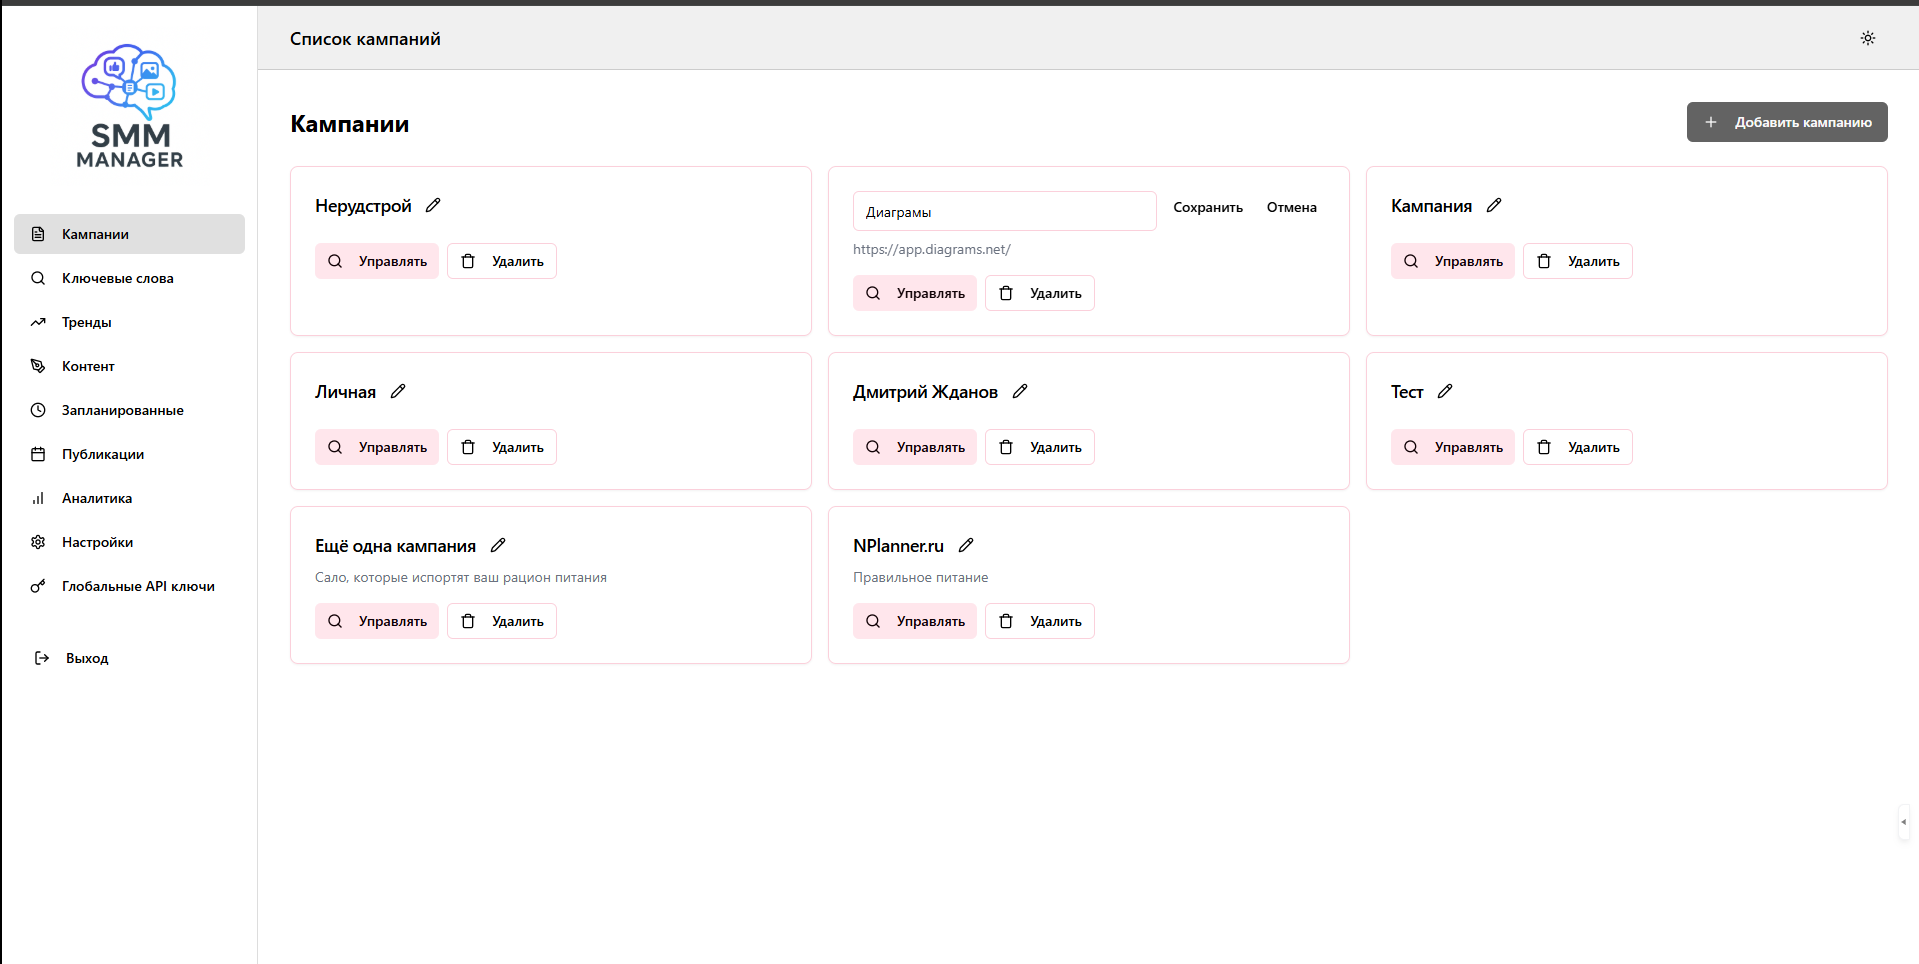 SMM
MANAGER
Кампании
Ключевые слова
Тренды
Контент
Запланированные
Публикации
Аналитика
Настройки
Глобальные API ключи
Выход
Список кампаний
Кампании
Добавить кампанию
Нерудстрой
Управлять
Удалить
Диаграмы
Сохранить
Отмена
https://app.diagrams.net/
Управлять
Удалить
Кампания
Управлять
Удалить
Личная
Управлять
Удалить
Дмитрий Жданов
Управлять
Удалить
Тест
Управлять
Удалить
Ещё одна кампания
Сало, которые испортят ваш рацион питания
Управлять
Удалить
NPlanner.ru
Правильное питание
Управлять
Удалить